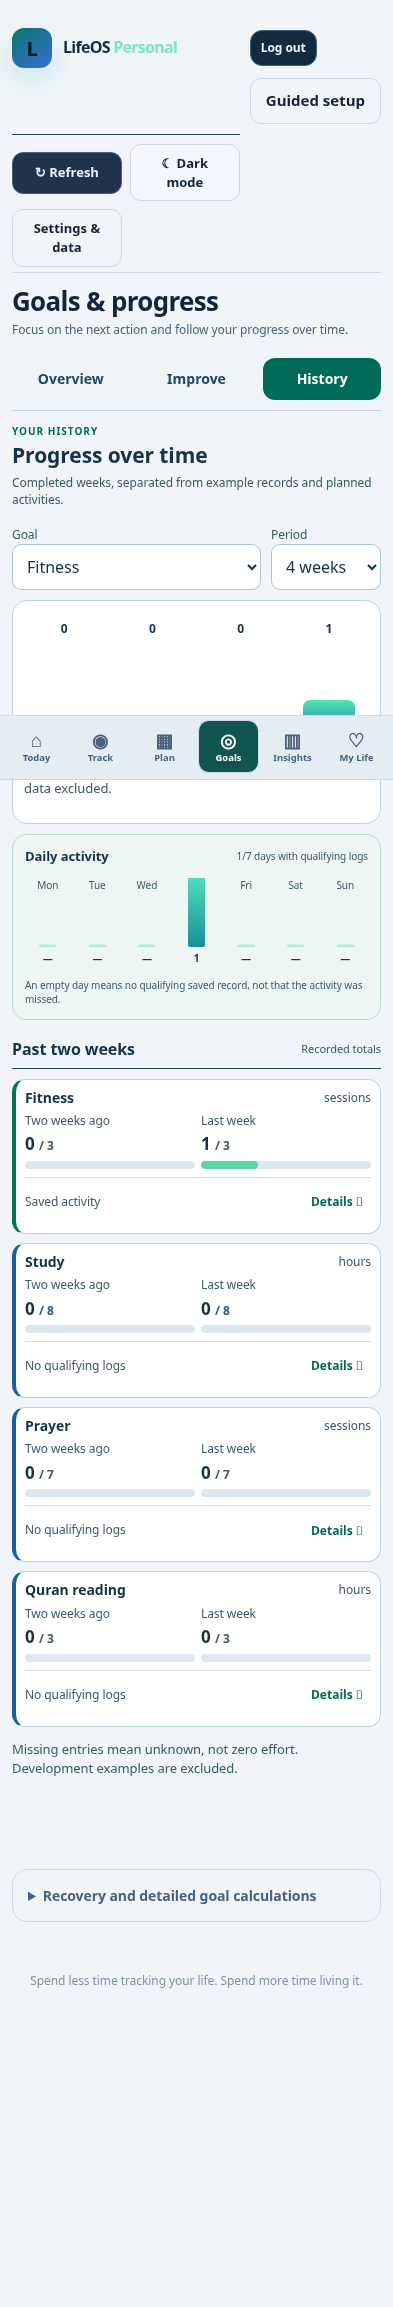 L LifeOS Personal
Log out
Guided setup
↻ Refresh
☾ Dark
mode
Settings &
data
Goals & progress
Focus on the next action and follow your progress over time.
Overview Improve History
YOUR HISTORY
Progress over time
Completed weeks, separated from example records and planned
activities.
Goal Period
Fitness 4 weeks
0 0 0 1
Today Track Plan Goals Insights My Life
data excluded.
Daily activity 1/7 days with qualifying logs
Mon Tue Wed Fri Sat Sun
— — — 1 — — —
An empty day means no qualifying saved record, not that the activity was
missed.
Past two weeks Recorded totals
Fitness sessions
Two weeks ago Last week
0 / 3 1 / 3
Saved activity Details
Study hours
Two weeks ago Last week
0 / 8 0 / 8
No qualifying logs Details
Prayer sessions
Two weeks ago Last week
0 / 7 0 / 7
No qualifying logs Details
Quran reading hours
Two weeks ago Last week
0 / 3 0 / 3
No qualifying logs Details
Missing entries mean unknown, not zero effort.
Development examples are excluded.
▶ Recovery and detailed goal calculations
Spend less time tracking your life. Spend more time living it.